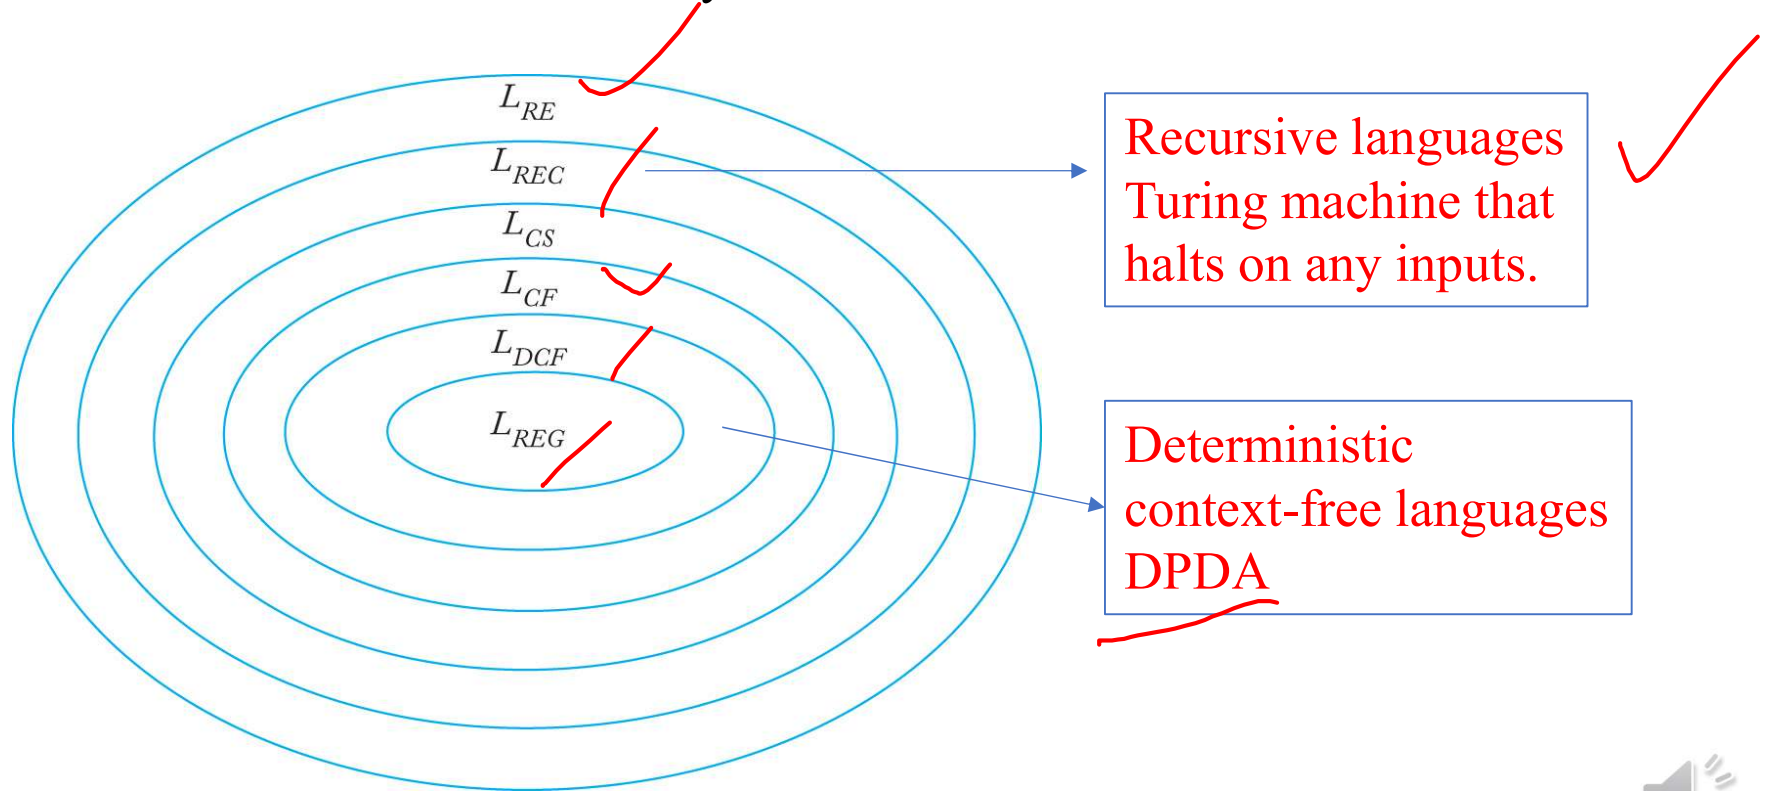 L_RE
L_REC
L_CS
L_CF
L_DCF
L_REG
Recursive languages
Turing machine that
halts on any inputs.
Deterministic
context-free languages
DPDA